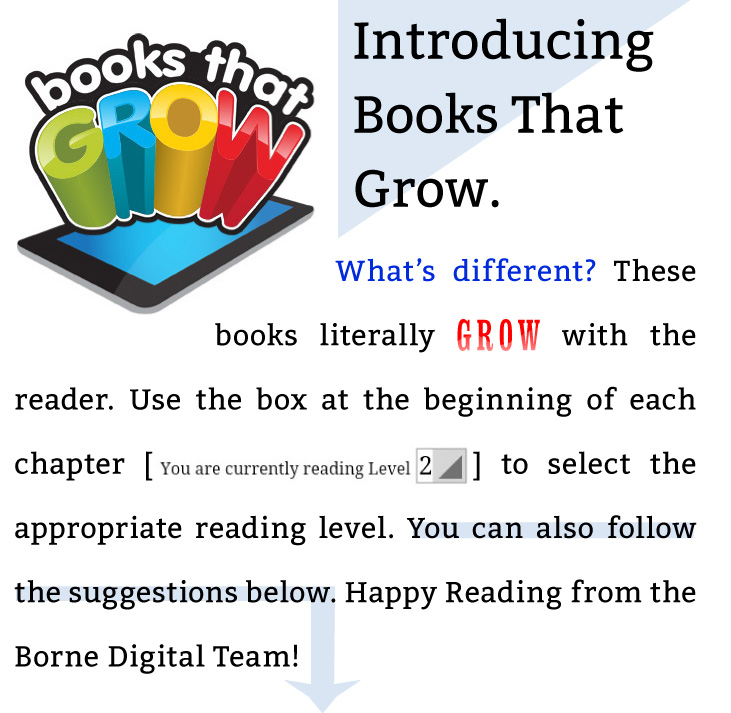 books that
GROW
Introducing
Books That
Grow.
What's different? These
books literally GROW with the
reader. Use the box at the beginning of each
chapter [ You are currently reading Level 2 ] to select the
appropriate reading level. You can also follow
the suggestions below. Happy Reading from the
Borne Digital Team!